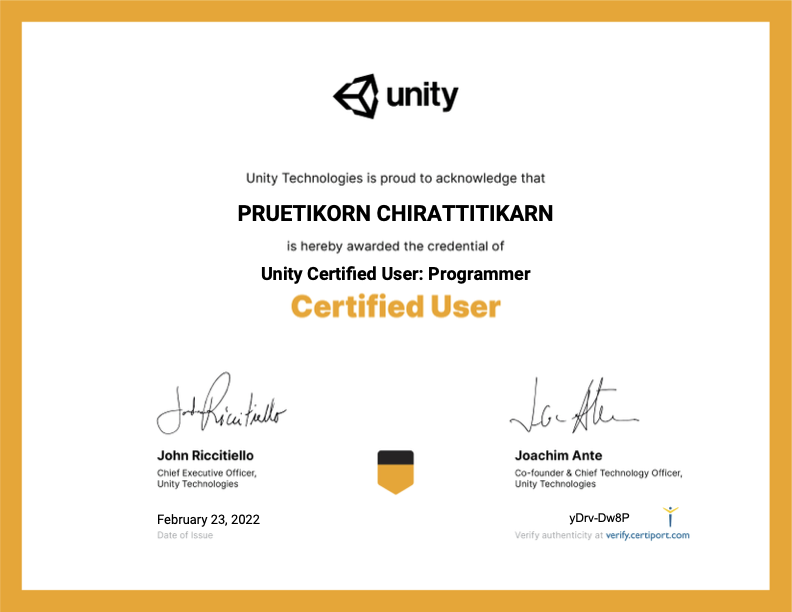 unity
Unity Technologies is proud to acknowledge that
PRUETIKORN CHIRATTITIKARN
is hereby awarded the credential of
Unity Certified User: Programmer
Certified User
John Riccitiello
John Riccitiello
Chief Executive Officer,
Unity Technologies
February 23, 2022
Date of Issue
Joachim Ante
Co-founder & Chief Technology Officer,
Unity Technologies
yDrv-Dw8P
Verify authenticity at verify.certiport.com